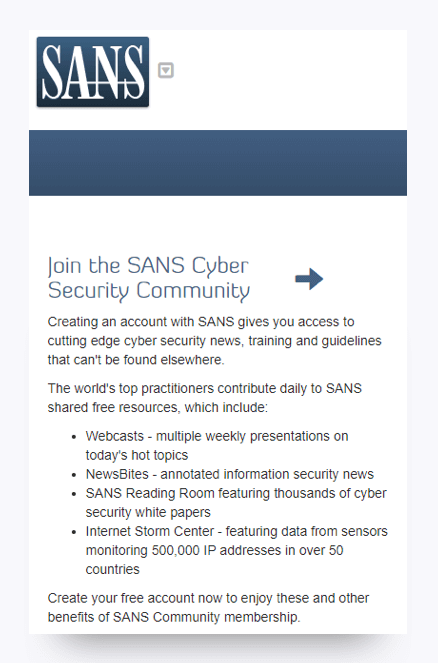 SANS
Join the SANS Cyber
Security Community
Creating an account with SANS gives you access to
cutting edge cyber security news, training and guidelines
that can't be found elsewhere.
The world's top practitioners contribute daily to SANS
shared free resources, which include:
• Webcasts - multiple weekly presentations on
today's hot topics
• NewsBites - annotated information security news
• SANS Reading Room featuring thousands of cyber
security white papers
• Internet Storm Center - featuring data from sensors
monitoring 500,000 IP addresses in over 50
countries
Create your free account now to enjoy these and other
benefits of SANS Community membership.